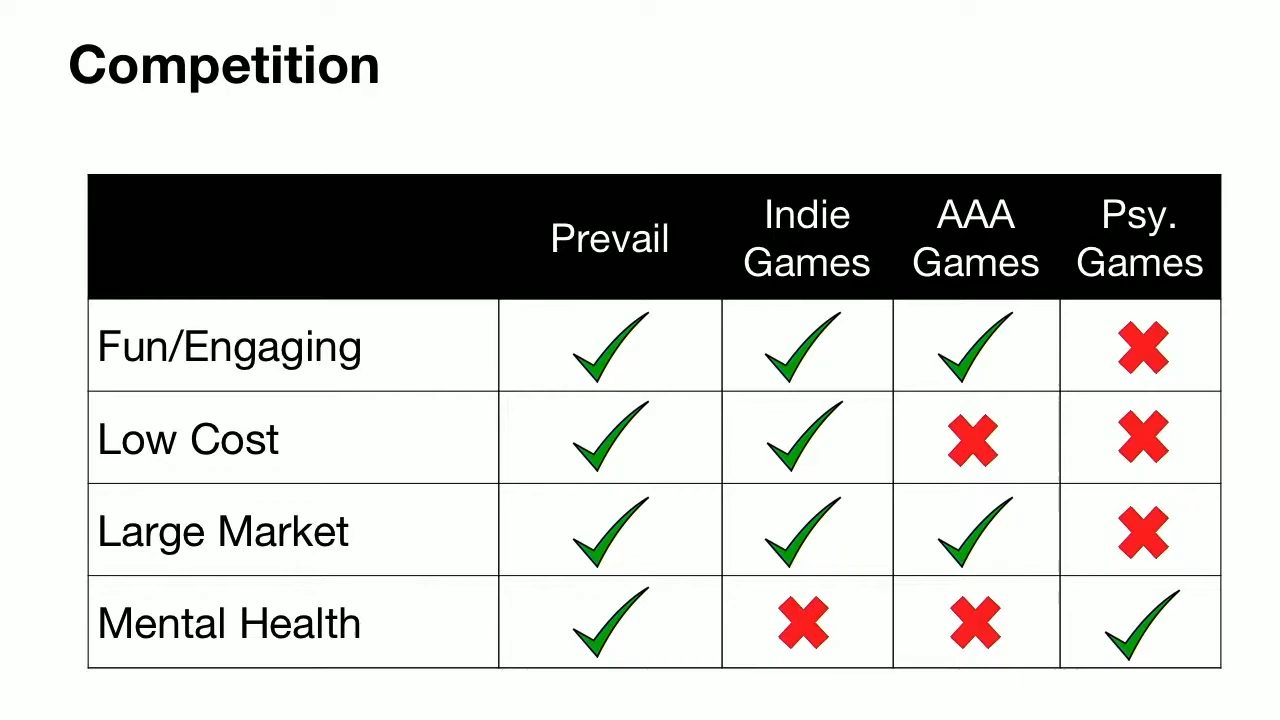 Competition
Prevail
Indie
Games
AAA
Games
Psy.
Games
Fun/Engaging
Low Cost
Large Market
Mental Health